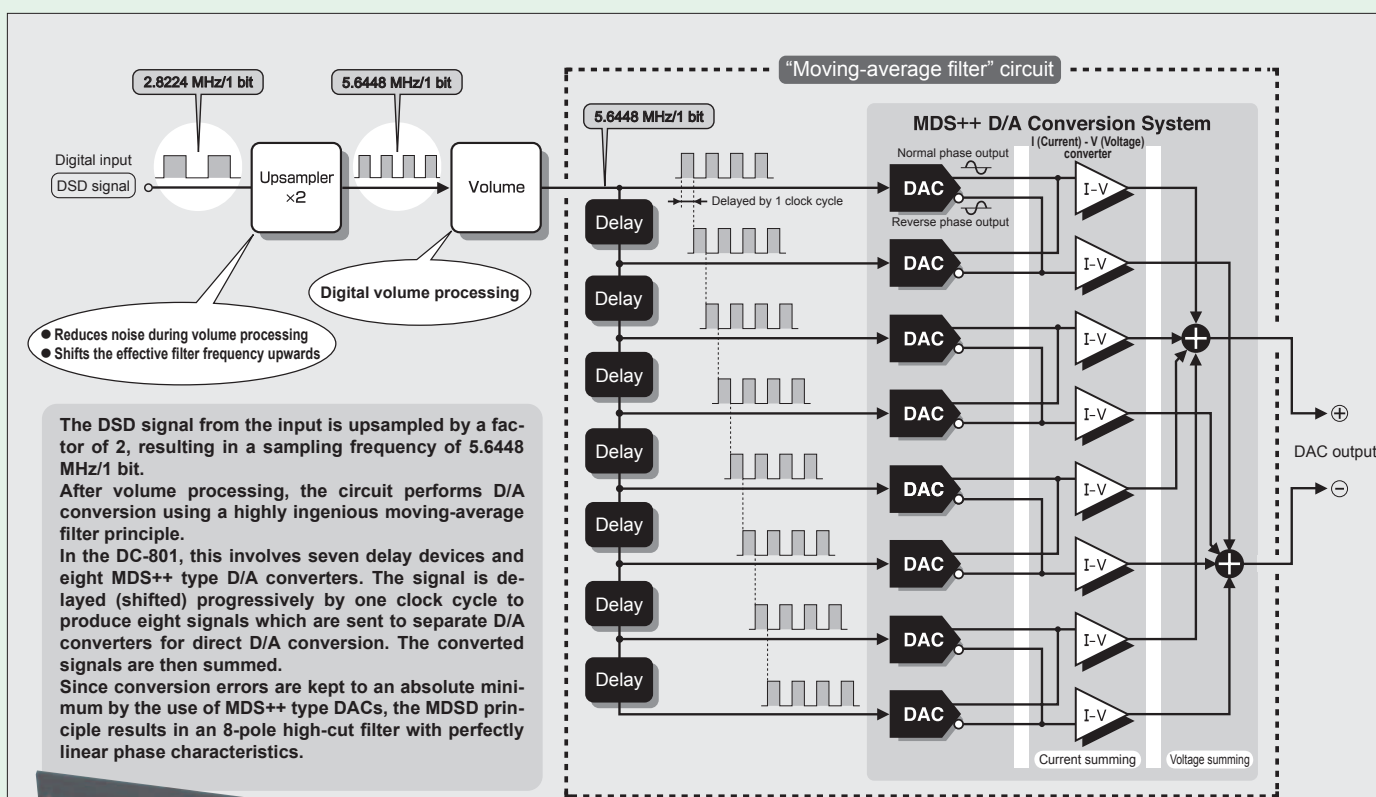 "Moving-average filter" circuit
2.8224 MHz/1 bit
5.6448 MHz/1 bit
5.6448 MHz/1 bit
MDS++ D/A Conversion System
I (Current) - V (Voltage)
converter
Digital input
DSD signal
Upsampler
×2
Volume
Normal phase output
Delayed by 1 clock cycle
Reverse phase output
DAC
I-V
Delay
DAC
I-V
Digital volume processing
Delay
● Reduces noise during volume processing
● Shifts the effective filter frequency upwards
DAC
I-V
+
Delay
DAC
I-V
Delay
DAC
I-V
Delay
DAC
I-V
+
Delay
DAC
I-V
Delay
DAC
I-V
+
DAC output
−
Current summing
Voltage summing
The DSD signal from the input is upsampled by a fac-
tor of 2, resulting in a sampling frequency of 5.6448
MHz/1 bit.
After volume processing, the circuit performs D/A
conversion using a highly ingenious moving-average
filter principle.
In the DC-801, this involves seven delay devices and
eight MDS++ type D/A converters. The signal is de-
layed (shifted) progressively by one clock cycle to
produce eight signals which are sent to separate D/A
converters for direct D/A conversion. The converted
signals are then summed.
Since conversion errors are kept to an absolute mini-
mum by the use of MDS++ type DACs, the MDSD prin-
ciple results in an 8-pole high-cut filter with perfectly
linear phase characteristics.